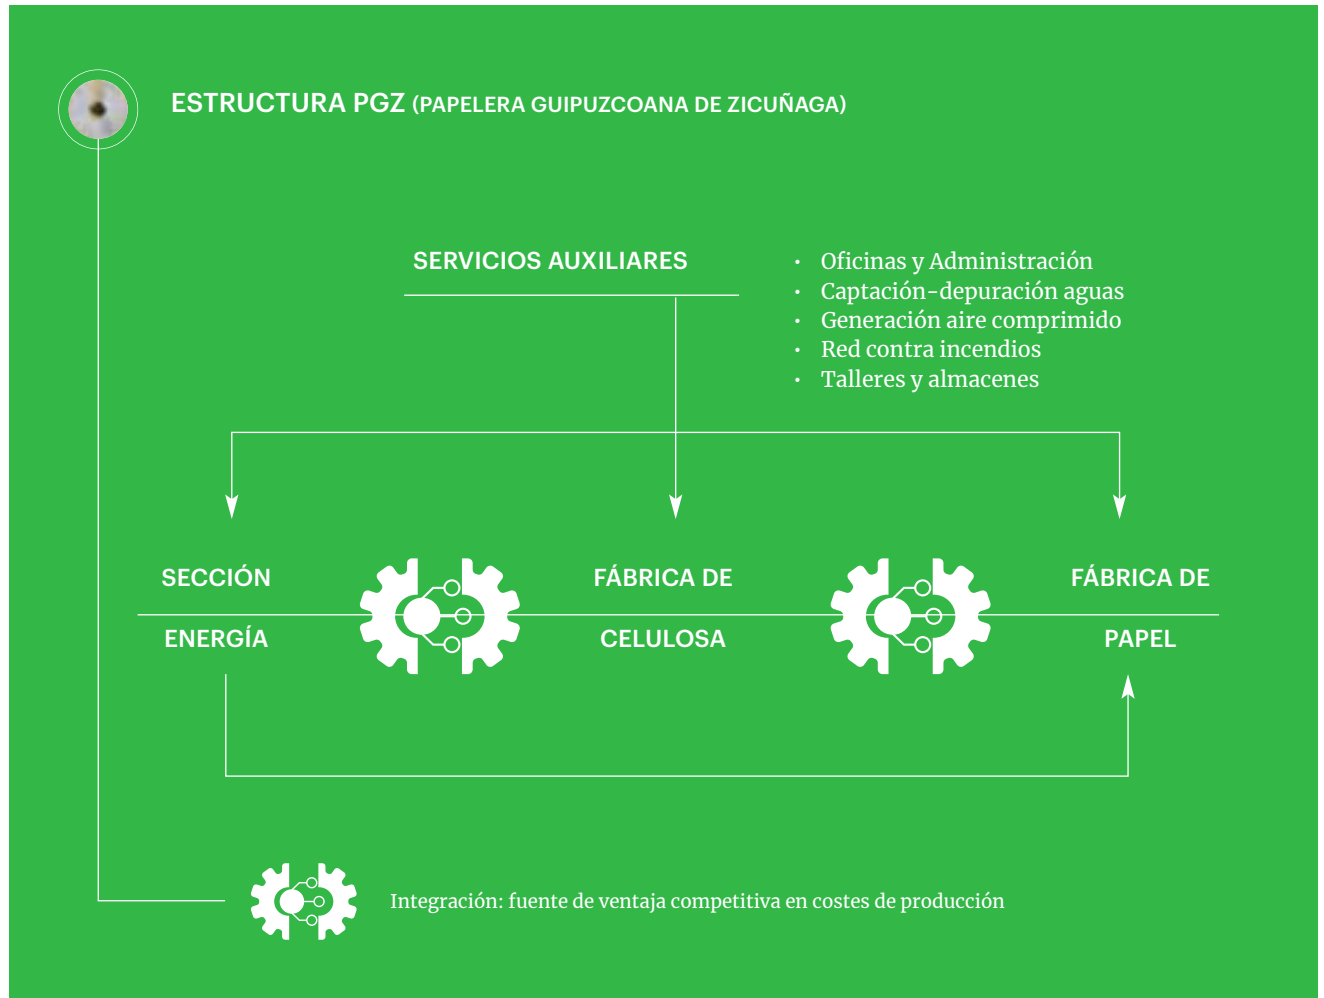 ESTRUCTURA PGZ (PAPELERA GUIPUZCOANA DE ZICUÑAGA)
SERVICIOS AUXILIARES
• Oficinas y Administración
• Captación-depuración aguas
• Generación aire comprimido
• Red contra incendios
• Talleres y almacenes
SECCIÓN
ENERGÍA
FÁBRICA DE
CELULOSA
FÁBRICA DE
PAPEL
Integración: fuente de ventaja competitiva en costes de producción